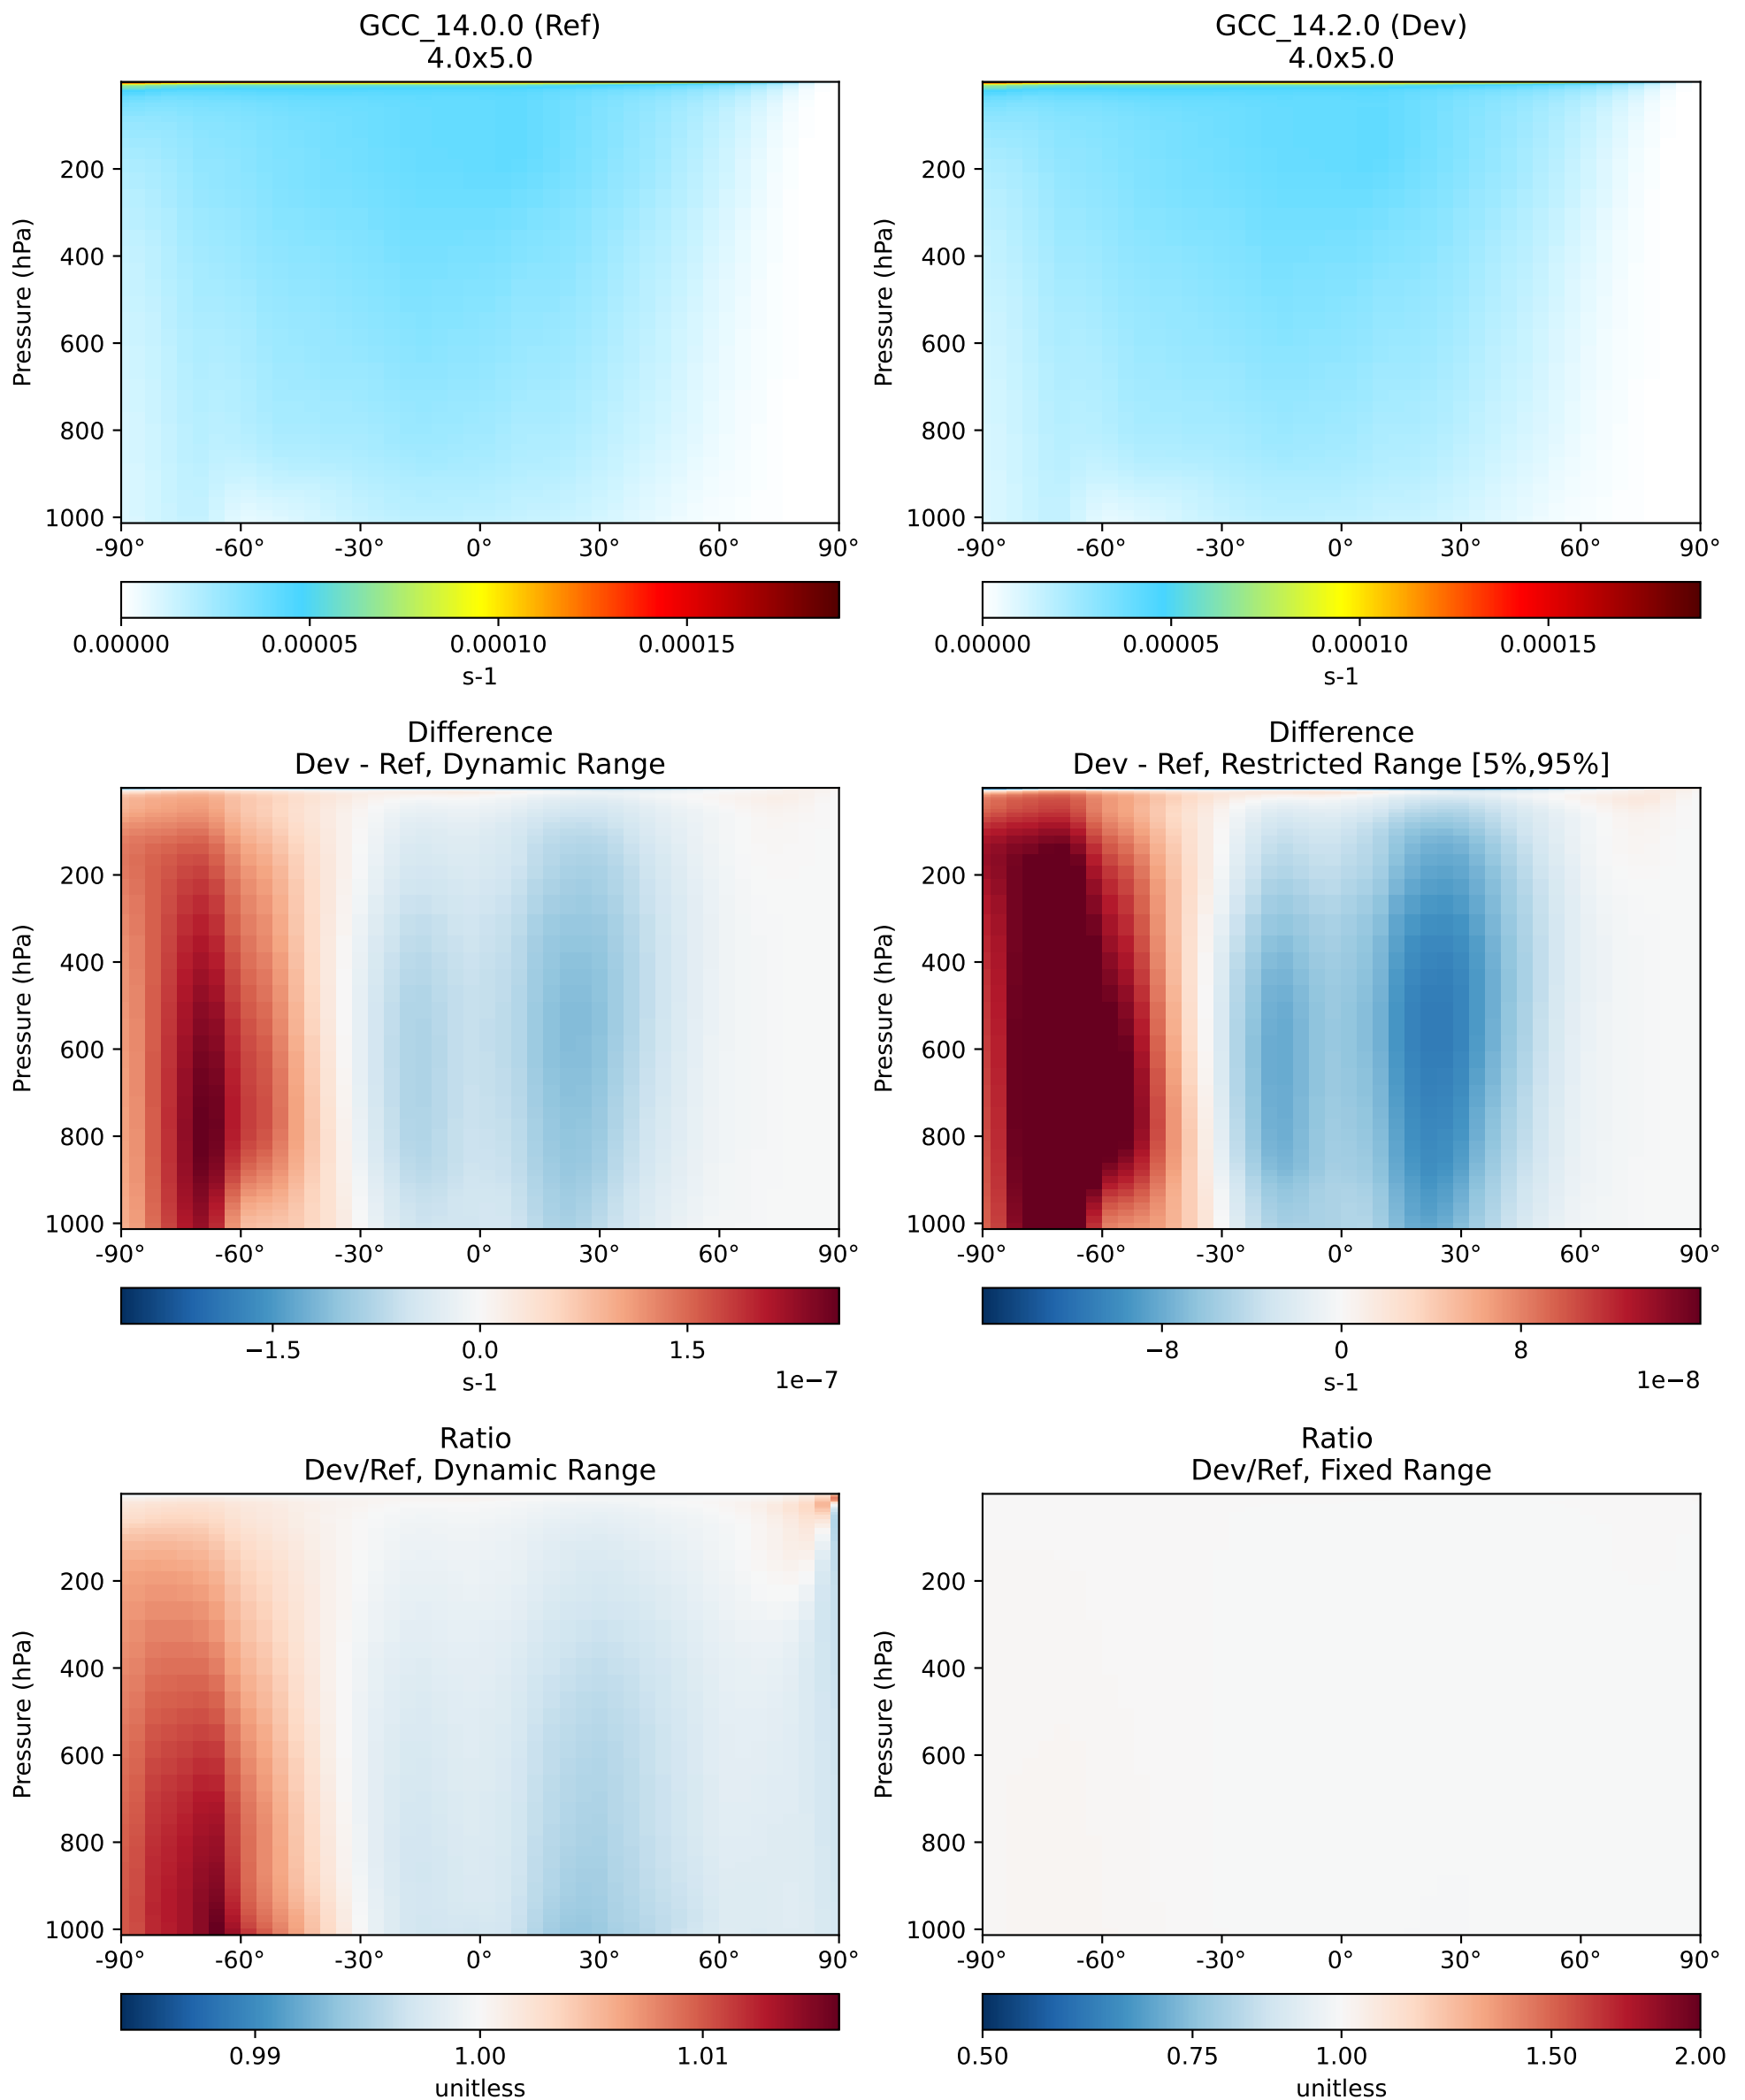 GCC_14.0.0 (Ref)
4.0x5.0
Pressure (hPa)
200
400
600
800
1000
-90° -60° -30° 0° 30° 60° 90°
0.00000 0.00005 0.00010 0.00015
s-1
GCC_14.2.0 (Dev)
4.0x5.0
Pressure (hPa)
200
400
600
800
1000
-90° -60° -30° 0° 30° 60° 90°
0.00000 0.00005 0.00010 0.00015
s-1
Difference
Dev - Ref, Dynamic Range
Pressure (hPa)
200
400
600
800
1000
-90° -60° -30° 0° 30° 60° 90°
−1.5 0.0 1.5
s-1 1e−7
Difference
Dev - Ref, Restricted Range [5%,95%]
Pressure (hPa)
200
400
600
800
1000
-90° -60° -30° 0° 30° 60° 90°
−8 0 8
s-1 1e−8
Ratio
Dev/Ref, Dynamic Range
Pressure (hPa)
200
400
600
800
1000
-90° -60° -30° 0° 30° 60° 90°
0.99 1.00 1.01
unitless
Ratio
Dev/Ref, Fixed Range
Pressure (hPa)
200
400
600
800
1000
-90° -60° -30° 0° 30° 60° 90°
0.50 0.75 1.00 1.50 2.00
unitless